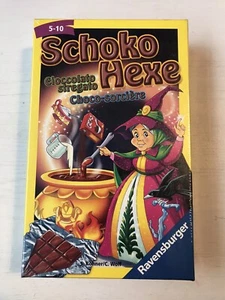 5-10
Schoko
Hexe
Cioccolato
stregato
Choco-sorcière
Ravensburger